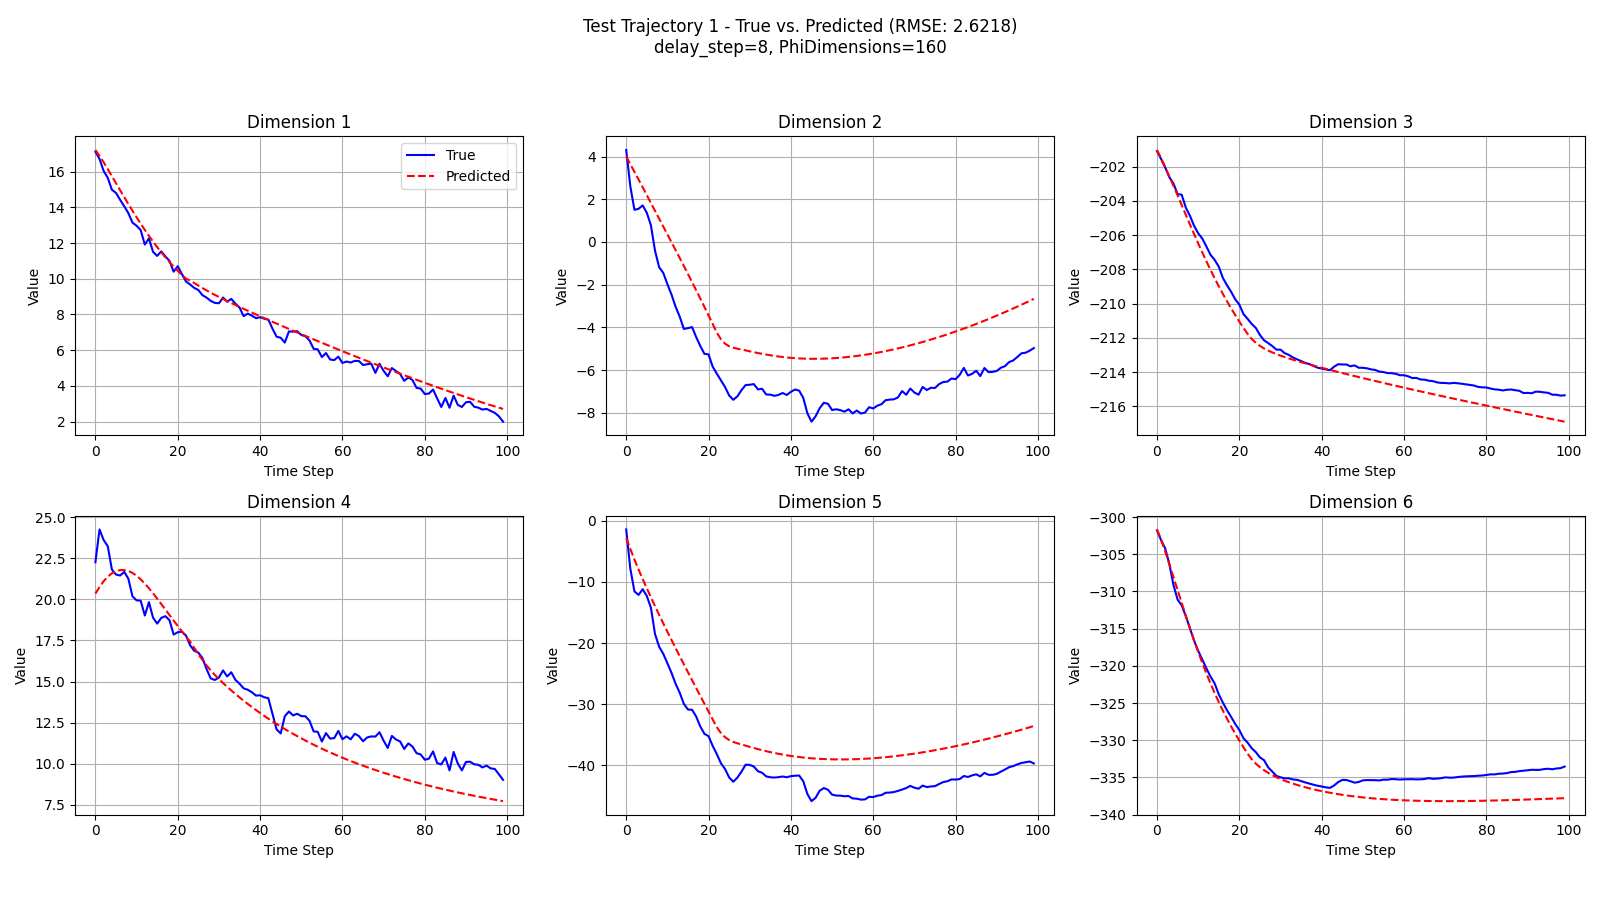 Test Trajectory 1 - True vs. Predicted (RMSE: 2.6218)
delay_step=8, PhiDimensions=160
Dimension 1
True
Predicted
16
14
12
10
8
6
4
2
Value
0 20 40 60 80 100
Time Step
Dimension 2
4
2
0
−2
−4
−6
−8
Value
0 20 40 60 80 100
Time Step
Dimension 3
−202
−204
−206
−208
−210
−212
−214
−216
Value
0 20 40 60 80 100
Time Step
Dimension 4
25.0
22.5
20.0
17.5
15.0
12.5
10.0
7.5
Value
0 20 40 60 80 100
Time Step
Dimension 5
0
−10
−20
−30
−40
Value
0 20 40 60 80 100
Time Step
Dimension 6
−300
−305
−310
−315
−320
−325
−330
−335
−340
Value
0 20 40 60 80 100
Time Step